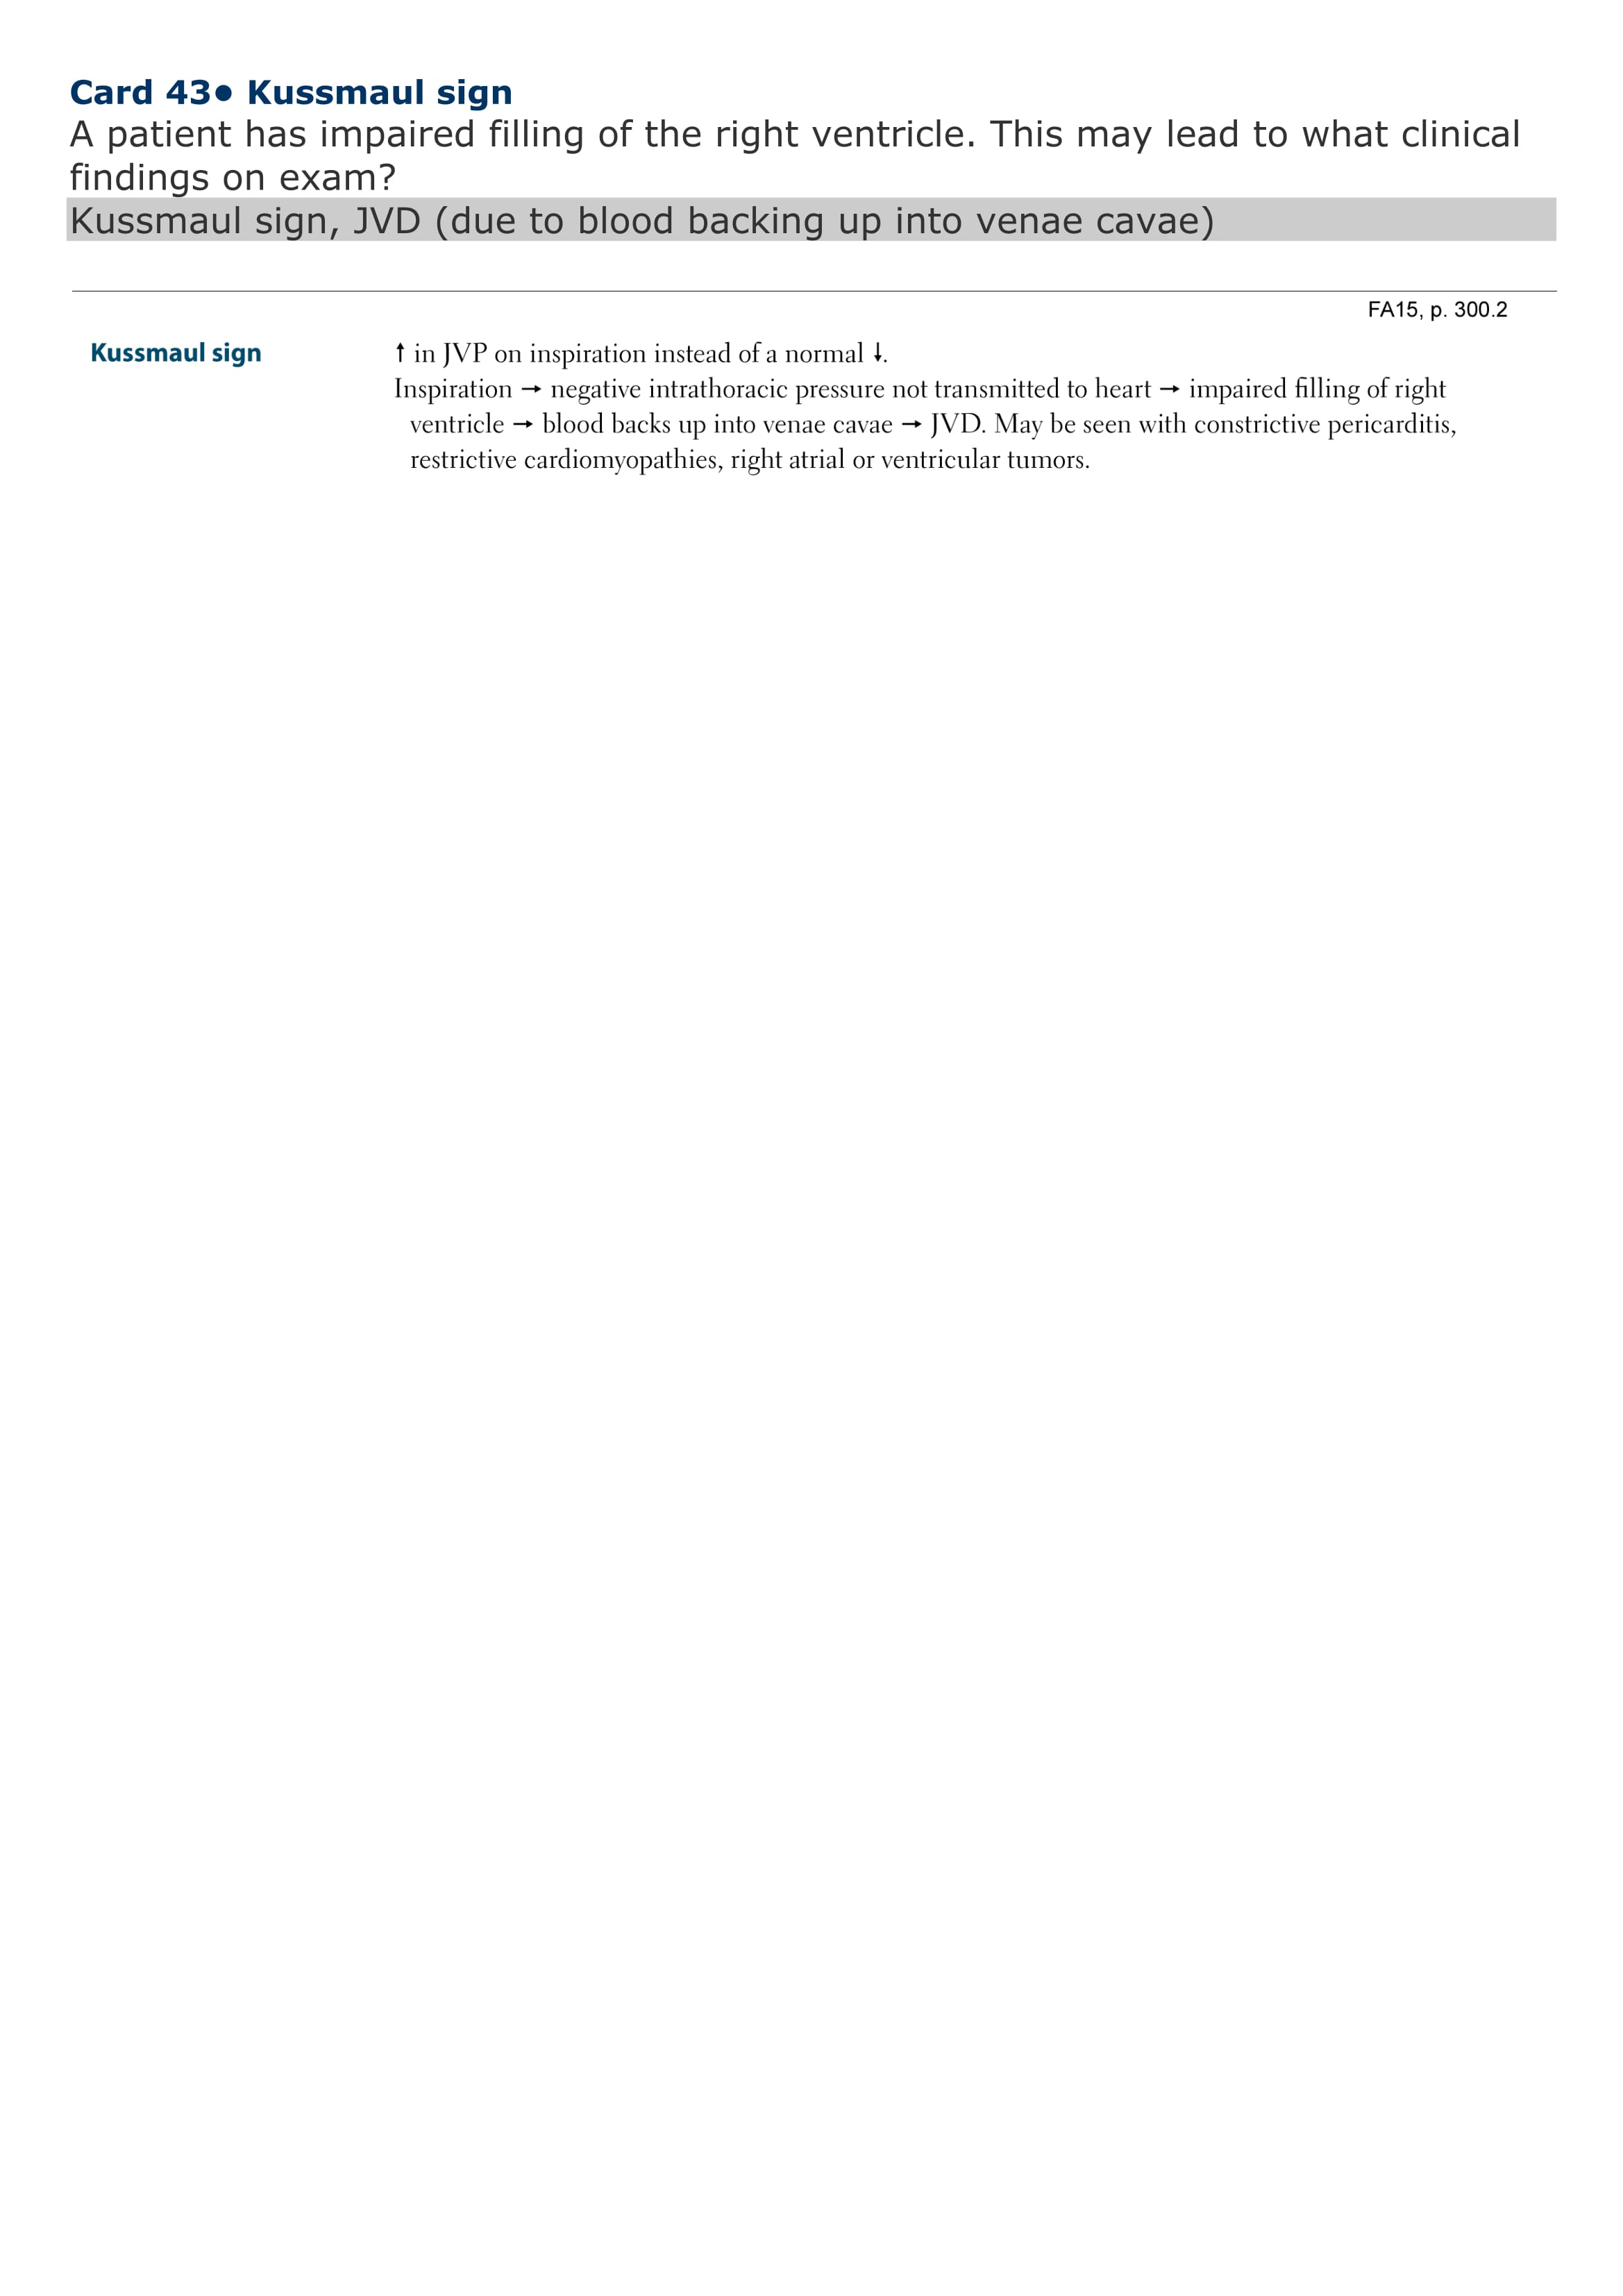 Card 43● Kussmaul sign
A patient has impaired filling of the right ventricle. This may lead to what clinical
findings on exam?
Kussmaul sign, JVD (due to blood backing up into venae cavae)
FA15, p. 300.2
Kussmaul sign
↑ in JVP on inspiration instead of a normal ↓.
Inspiration → negative intrathoracic pressure not transmitted to heart → impaired filling of right
ventricle → blood backs up into venae cavae → JVD. May be seen with constrictive pericarditis,
restrictive cardiomyopathies, right atrial or ventricular tumors.